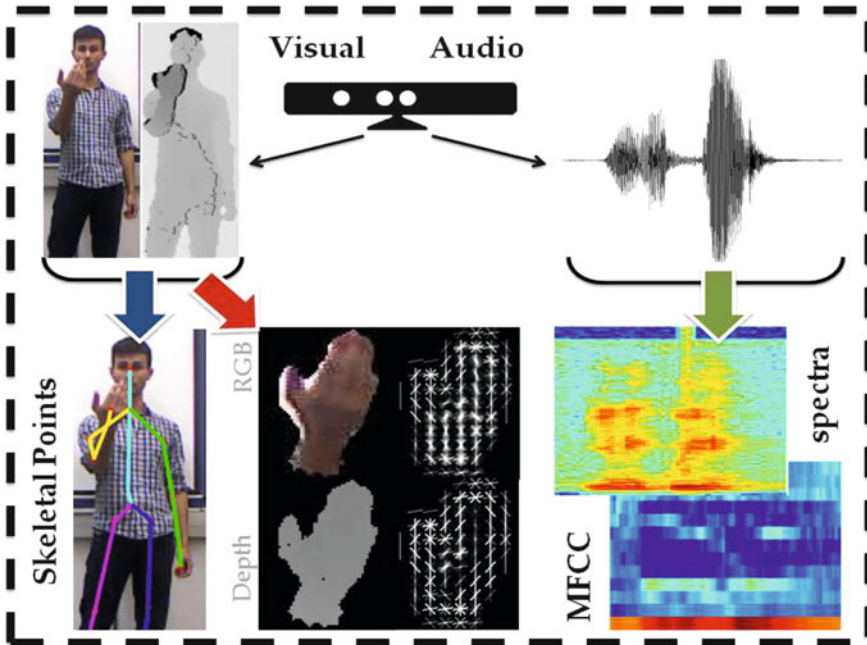 Visual Audio
Skeletal Points
RGB
Depth
spectra
MFCC